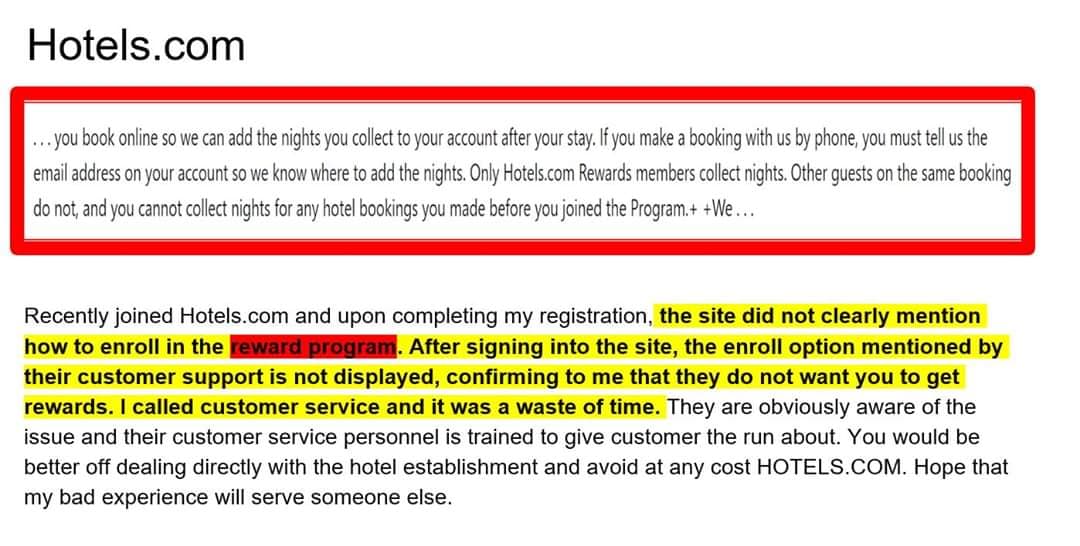 Hotels.com
...you book online so we can add the nights you collect to your account after your stay. If you make a booking with us by phone, you must tell us the
email address on your account so we know where to add the nights. Only Hotels.com Rewards members collect nights. Other guests on the same booking
do not, and you cannot collect nights for any hotel bookings you made before you joined the Program.+ +We...
Recently joined Hotels.com and upon completing my registration, the site did not clearly mention
how to enroll in the reward program. After signing into the site, the enroll option mentioned by
their customer support is not displayed, confirming to me that they do not want you to get
rewards. I called customer service and it was a waste of time. They are obviously aware of the
issue and their customer service personnel is trained to give customer the run about. You would be
better off dealing directly with the hotel establishment and avoid at any cost HOTELS.COM. Hope that
my bad experience will serve someone else.